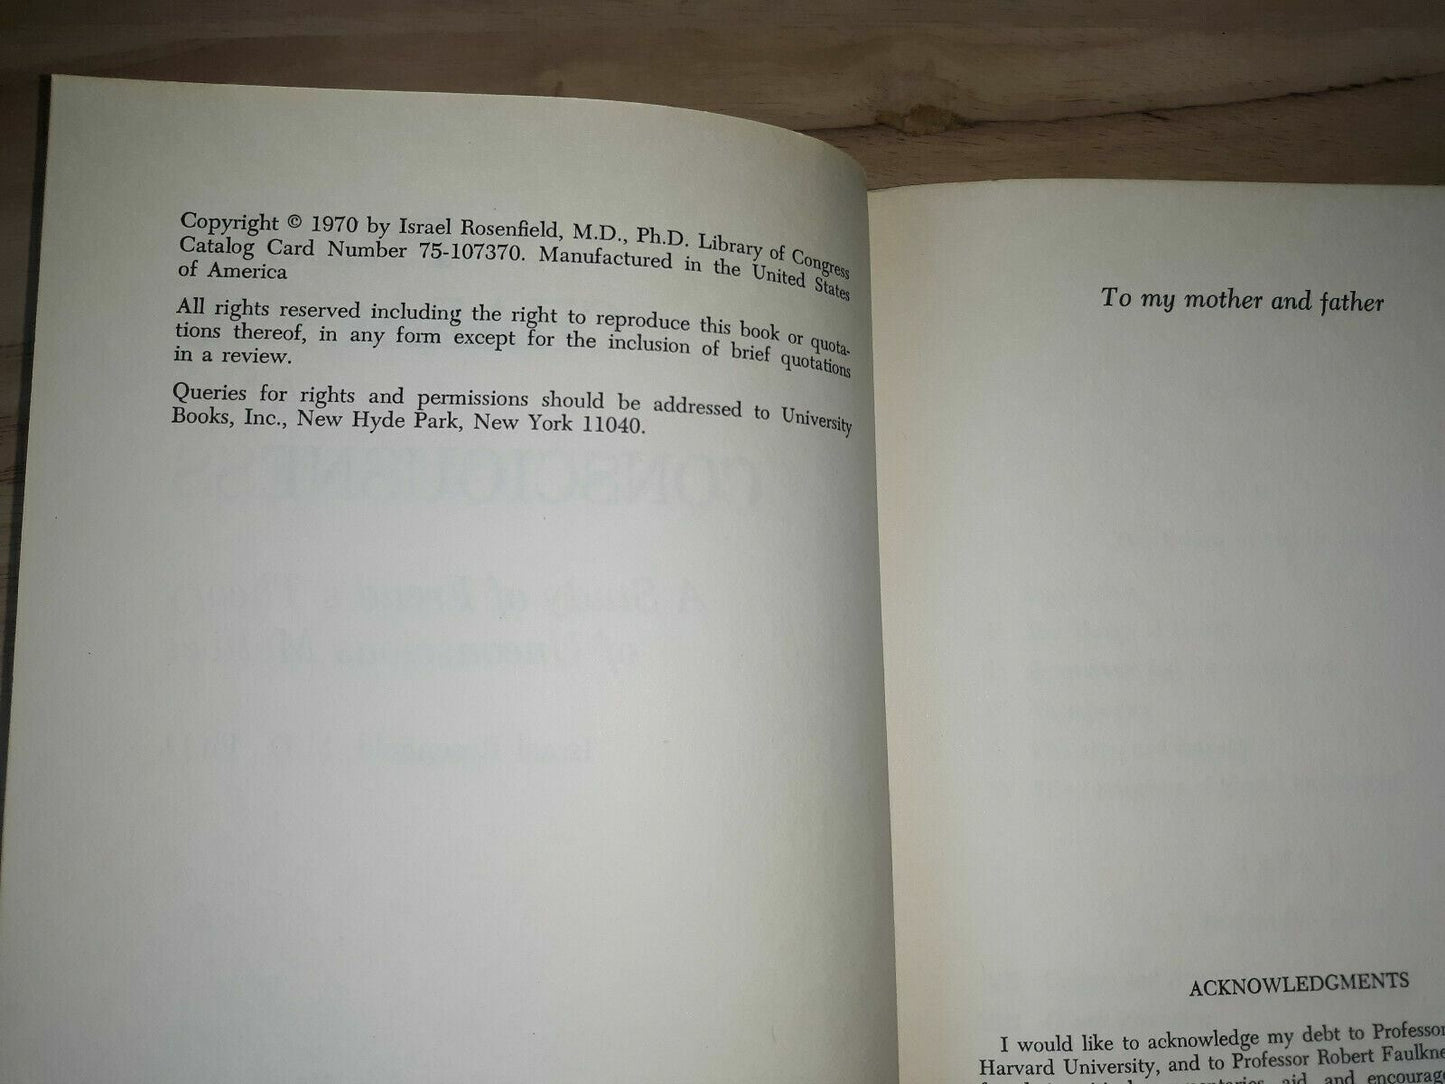 Copyright © 1970 by Israel Rosenfield, M.D., Ph.D. Library of Congress
Catalog Card Number 75-107370. Manufactured in the United States
of America
All rights reserved including the right to reproduce this book or quota-
tions thereof, in any form except for the inclusion of brief quotations
in a review.
Queries for rights and permissions should be addressed to University
Books, Inc., New Hyde Park, New York 11040.
To my mother and father
ACKNOWLEDGMENTS
I would like to acknowledge my debt to Professor
Harvard University, and to Professor Robert Faulkne
aid, and encourag